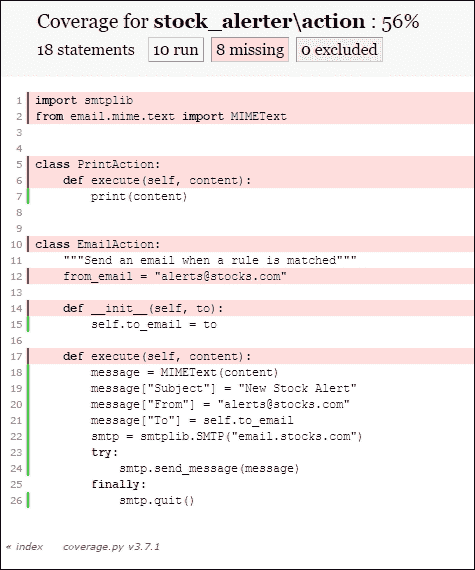 Coverage for stock_alerter\action : 56%
18 statements 10 run 8 missing 0 excluded
1 import smtplib
2 from email.mime.text import MIMEText
3
4
5 class PrintAction:
6     def execute(self, content):
7         print(content)
8
9
10 class EmailAction:
11     """Send an email when a rule is matched"""
12     from_email = "alerts@stocks.com"
13
14     def __init__(self, to):
15         self.to_email = to
16
17     def execute(self, content):
18         message = MIMEText(content)
19         message["Subject"] = "New Stock Alert"
20         message["From"] = "alerts@stocks.com"
21         message["To"] = self.to_email
22         smtp = smtplib.SMTP("email.stocks.com")
23         try:
24             smtp.send_message(message)
25         finally:
26             smtp.quit()
« index coverage.py v3.7.1